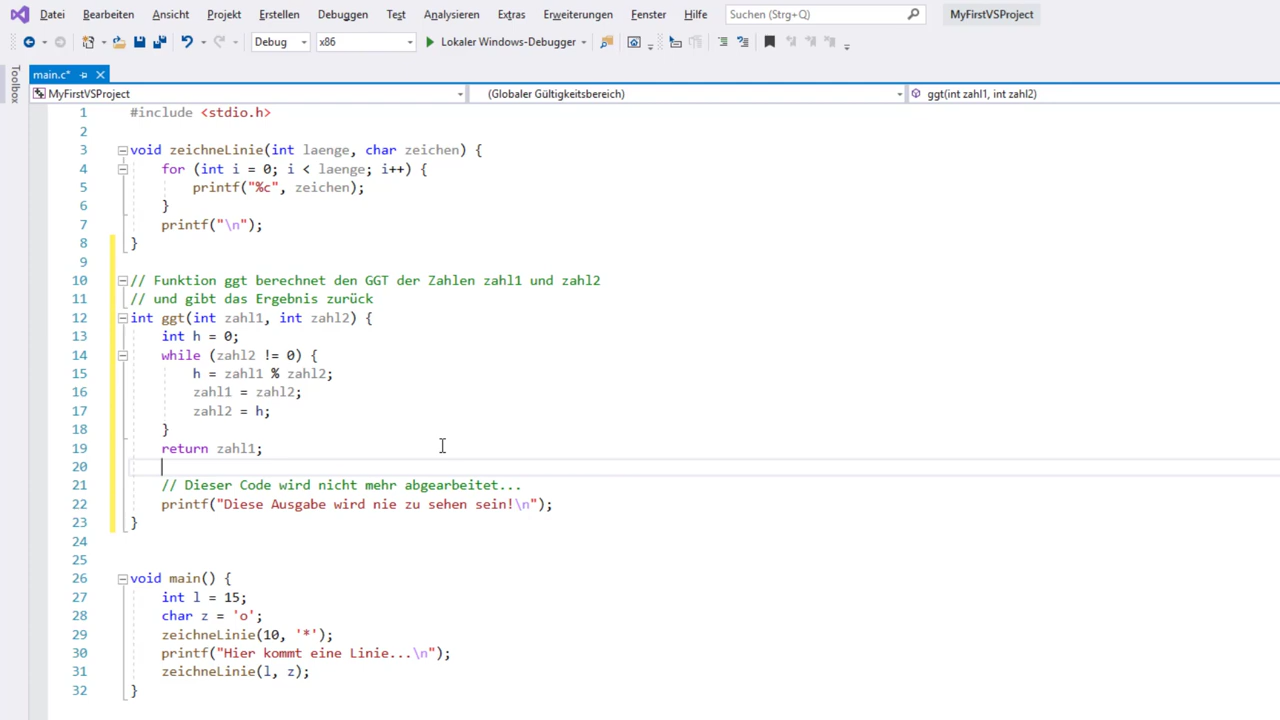 Datei Bearbeiten Ansicht Projekt Erstellen Debuggen Test Analysieren Extras Erweiterungen Fenster Hilfe Suchen (Strg+Q) MyFirstVSProject
Debug x86 Lokaler Windows-Debugger
Toolbox
main.c*
MyFirstVSProject (Globaler Gültigkeitsbereich) ggt(int zahl1, int zahl2)
1 #include <stdio.h>
2
3 void zeichneLinie(int laenge, char zeichen) {
4 for (int i = 0; i < laenge; i++) {
5 printf("%c", zeichen);
6 }
7 printf("\n");
8 }
9
10 // Funktion ggt berechnet den GGT der Zahlen zahl1 und zahl2
11 // und gibt das Ergebnis zurück
12 int ggt(int zahl1, int zahl2) {
13 int h = 0;
14 while (zahl2 != 0) {
15 h = zahl1 % zahl2;
16 zahl1 = zahl2;
17 zahl2 = h;
18 }
19 return zahl1;
20
21 // Dieser Code wird nicht mehr abgearbeitet...
22 printf("Diese Ausgabe wird nie zu sehen sein!\n");
23 }
24
25
26 void main() {
27 int l = 15;
28 char z = 'o';
29 zeichneLinie(10, '*');
30 printf("Hier kommt eine Linie...\n");
31 zeichneLinie(l, z);
32 }